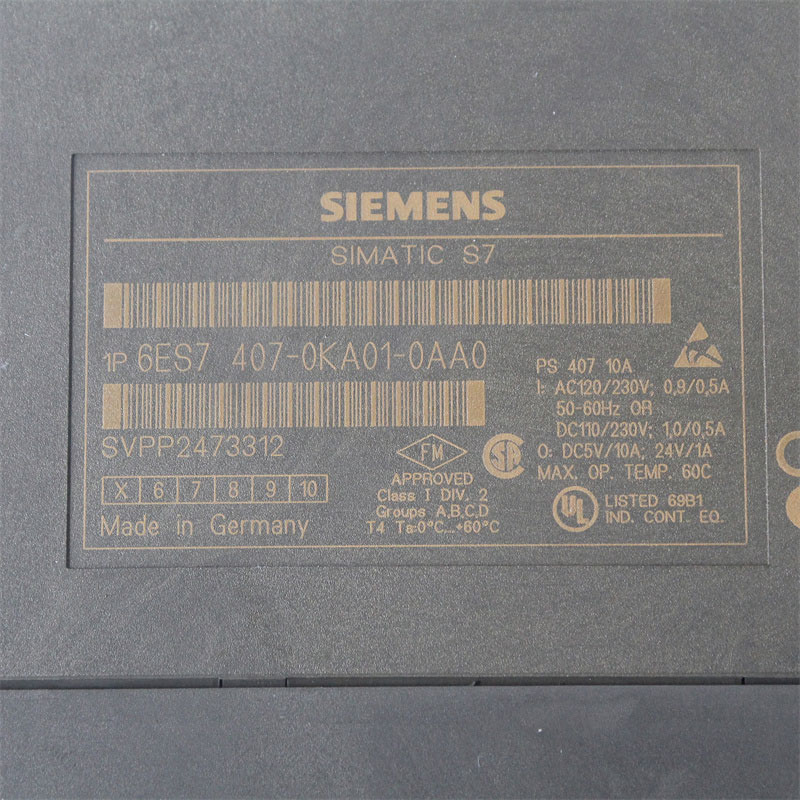 SIEMENS
SIMATIC S7
1P 6ES7 407-0KA01-0AA0
SVPP2473312
X 6 7 8 9 10
Made in Germany
FM
APPROVED
Class I DIV. 2
Groups A,B,C,D
T4 Ta:0°C...+60°C
SA
PS 407 10A
I: AC120/230V; 0,9/0,5A
50-60Hz OR
DC110/230V; 1,0/0,5A
O: DC5V/10A; 24V/1A
MAX. OP. TEMP. 60C
UL
LISTED 69B1
IND. CONT. EQ.